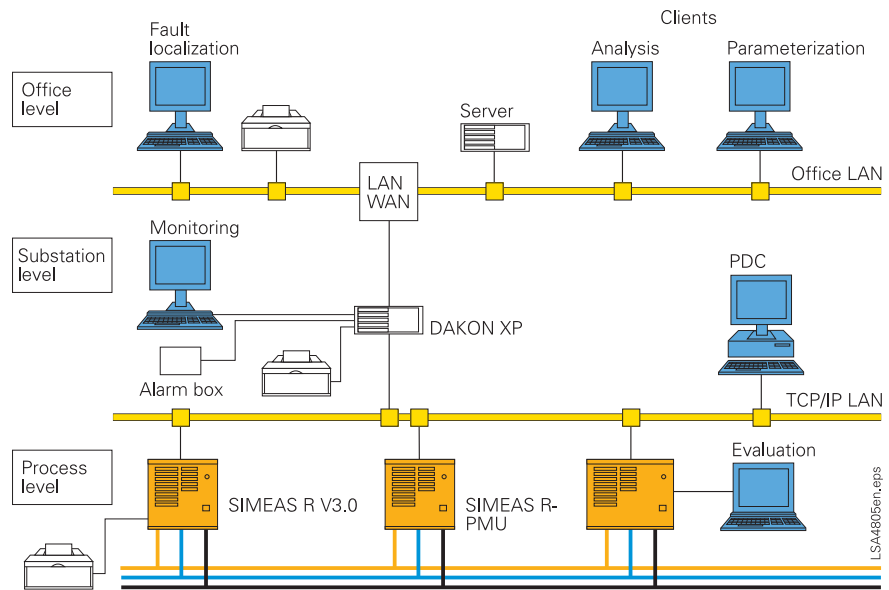 Clients
Fault
localization
Analysis
Parameterization
Office
level
Server
Office LAN
LAN
WAN
Monitoring
Substation
level
PDC
DAKON XP
Alarm box
TCP/IP LAN
Process
level
Evaluation
SIMEAS R V3.0
SIMEAS R-
PMU
LSA4805en.eps